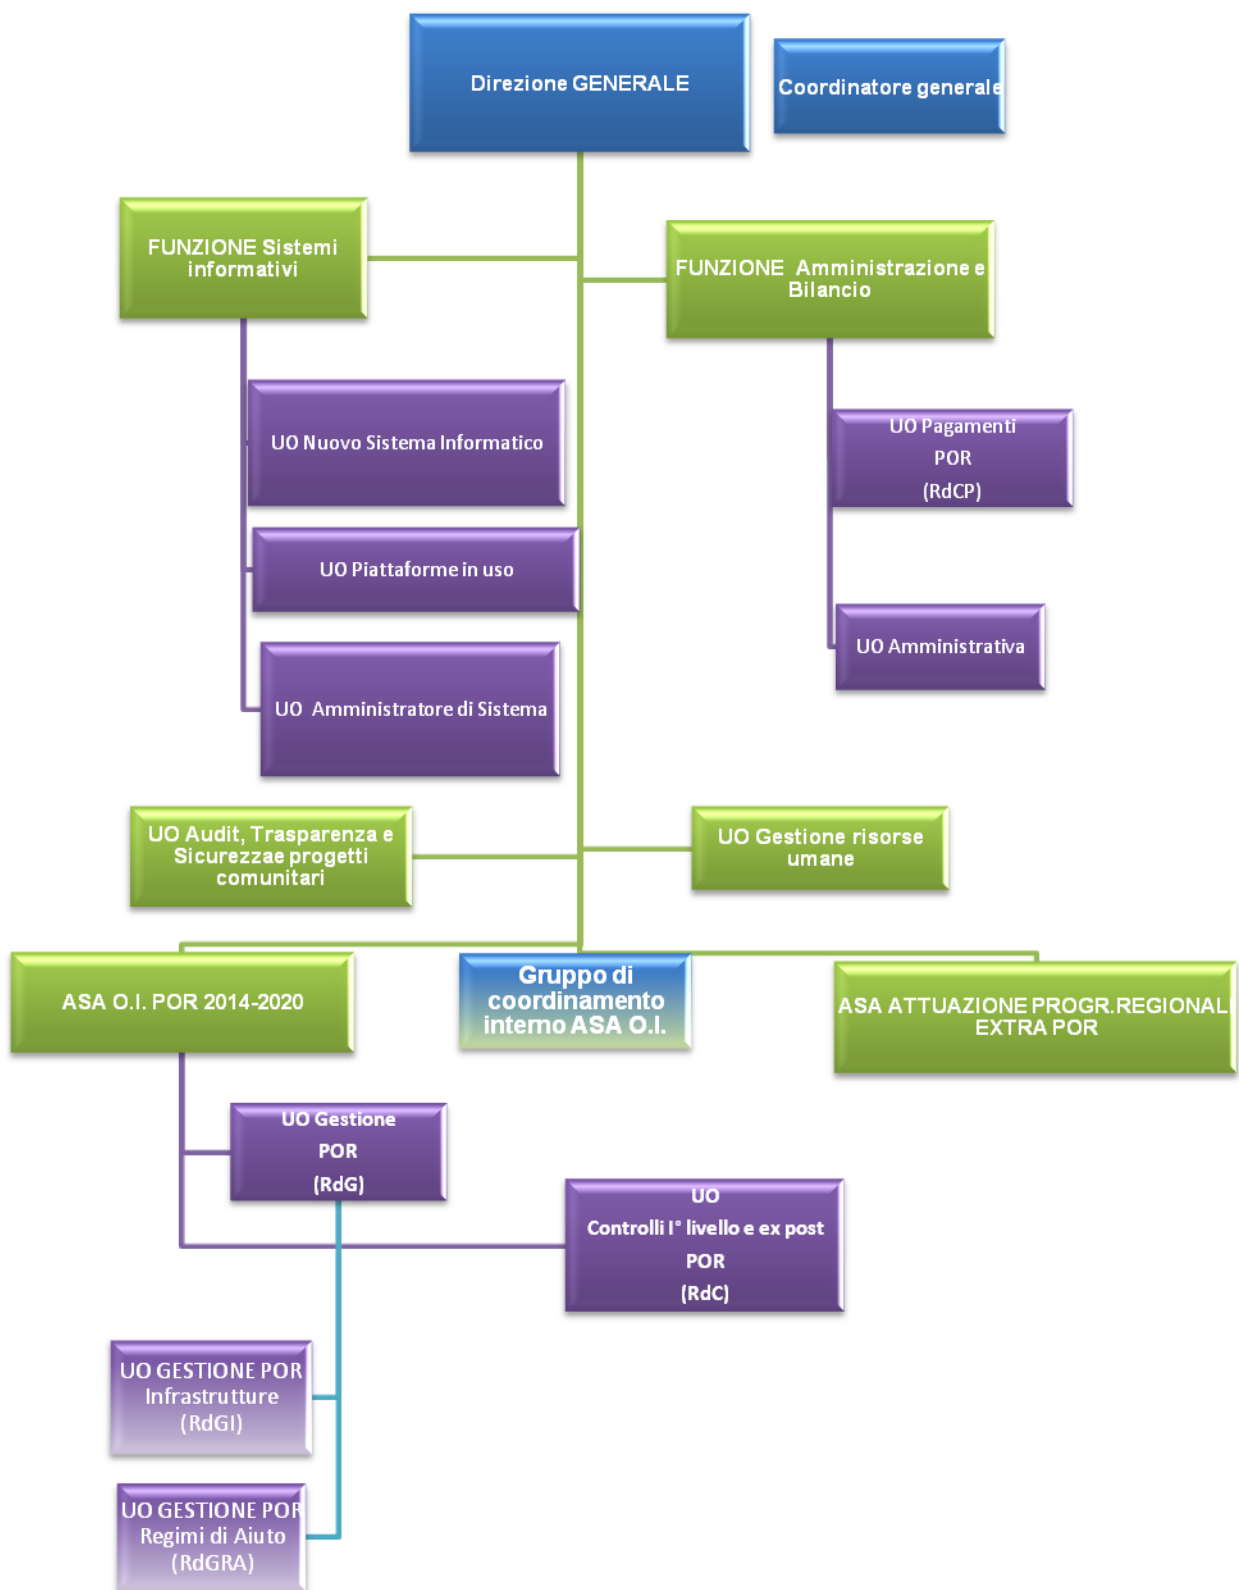 Direzione GENERALE
Coordinatore generale
FUNZIONE Sistemi
informativi
FUNZIONE  Amministrazione e
Bilancio
UO Nuovo Sistema Informatico
UO Pagamenti
POR
(RdCP)
UO Piattaforme in uso
UO Amministrativa
UO  Amministratore di Sistema
UO Audit, Trasparenza e
Sicurezzae progetti
comunitari
UO Gestione risorse
umane
ASA O.I. POR 2014-2020
Gruppo di
coordinamento
interno ASA O.I.
ASA ATTUAZIONE PROGR.REGIONALI
EXTRA POR
UO Gestione
POR
(RdG)
UO
Controlli I° livello e ex post
POR
(RdC)
UO GESTIONE POR
Infrastrutture
(RdGI)
UO GESTIONE POR
Regimi di Aiuto
(RdGRA)